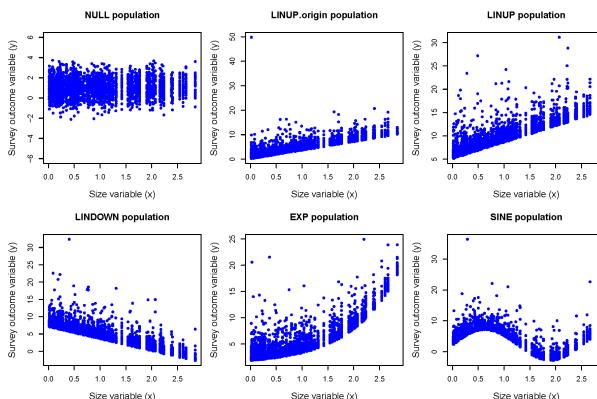 NULL population
LINUP.origin population
LINUP population
Survey outcome variable (y)
6
4
2
0
−2
−4
−6
0.0 0.5 1.0 1.5 2.0 2.5
Size variable (x)
Survey outcome variable (y)
50
40
30
20
10
0
0.0 0.5 1.0 1.5 2.0 2.5
Size variable (x)
Survey outcome variable (y)
30
25
20
15
10
5
0.0 0.5 1.0 1.5 2.0 2.5
Size variable (x)
LINDOWN population
EXP population
SINE population
Survey outcome variable (y)
30
25
20
15
10
5
0
0.0 0.5 1.0 1.5 2.0 2.5
Size variable (x)
Survey outcome variable (y)
25
20
15
10
5
0.0 0.5 1.0 1.5 2.0 2.5
Size variable (x)
Survey outcome variable (y)
30
20
10
0
0.0 0.5 1.0 1.5 2.0 2.5
Size variable (x)